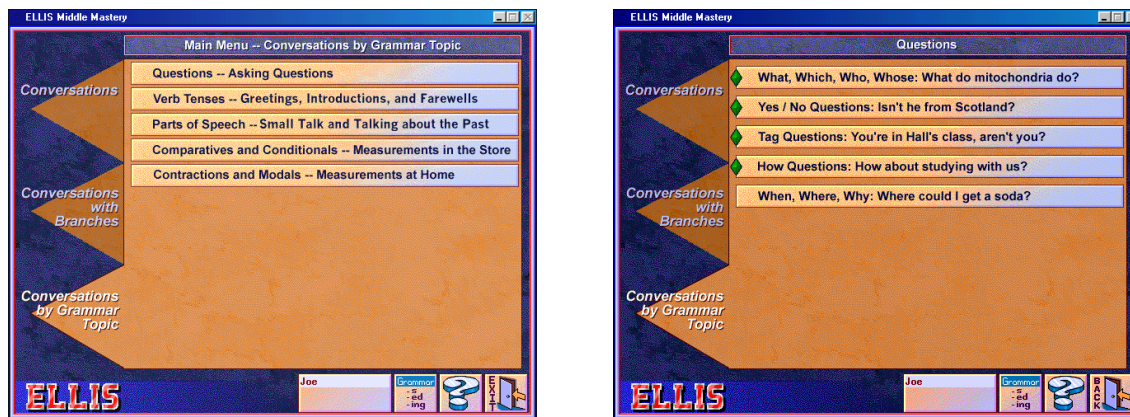 ELLIS Middle Mastery
Main Menu -- Conversations by Grammar Topic
Questions -- Asking Questions
Verb Tenses -- Greetings, Introductions, and Farewells
Parts of Speech -- Small Talk and Talking about the Past
Comparatives and Conditionals -- Measurements in the Store
Contractions and Modals -- Measurements at Home
Conversations
Conversations
with
Branches
Conversations
by Grammar
Topic
ELLIS
Joe
Grammar
- s
- ed
- ing
EXIT
ELLIS Middle Mastery
Questions
What, Which, Who, Whose: What do mitochondria do?
Yes / No Questions: Isn't he from Scotland?
Tag Questions: You're in Hall's class, aren't you?
How Questions: How about studying with us?
When, Where, Why: Where could I get a soda?
Conversations
Conversations
with
Branches
Conversations
by Grammar
Topic
ELLIS
Joe
Grammar
- s
- ed
- ing
BACK